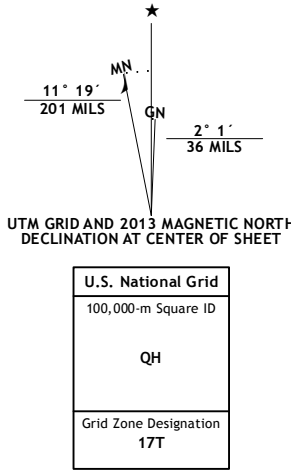 ★
MN
GN
11° 19´
201 MILS
2° 1´
36 MILS
UTM GRID AND 2013 MAGNETIC NORTH
DECLINATION AT CENTER OF SHEET
U.S. National Grid
100,000-m Square ID
QH
Grid Zone Designation
17T